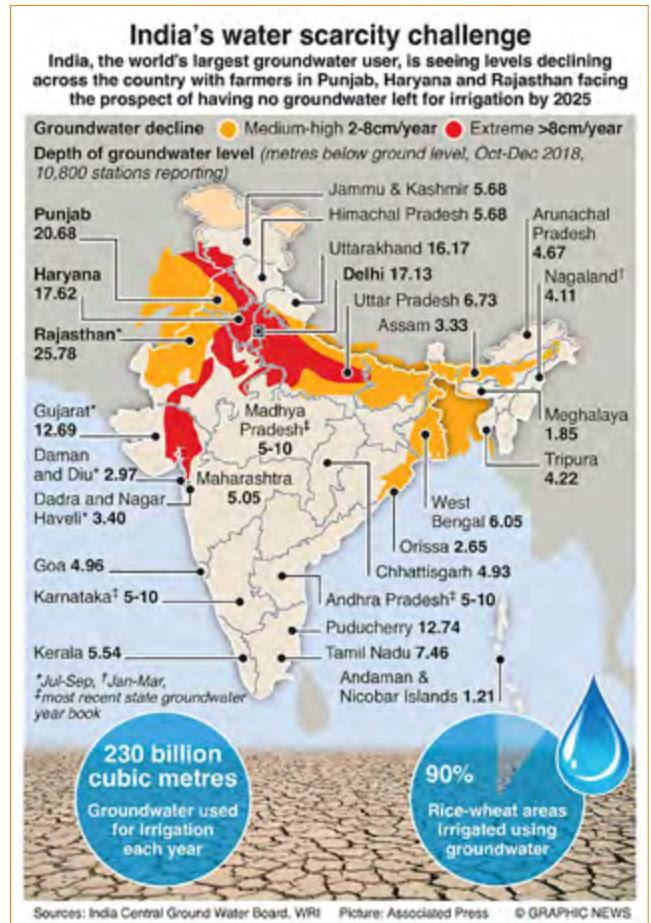 India's water scarcity challenge
India, the world's largest groundwater user, is seeing levels declining
across the country with farmers in Punjab, Haryana and Rajasthan facing
the prospect of having no groundwater left for irrigation by 2025
Groundwater decline Medium-high 2-8cm/year Extreme >8cm/year
Depth of groundwater level (metres below ground level, Oct-Dec 2018,
10,800 stations reporting)
Jammu & Kashmir 5.68
Himachal Pradesh 5.68
Arunachal
Pradesh
4.67
Punjab
20.68
Uttarakhand 16.17
Haryana
17.62
Delhi 17.13
Nagaland†
4.11
Uttar Pradesh 6.73
Assam 3.33
Rajasthan*
25.78
Gujarat*
12.69
Madhya
Pradesh‡
5-10
Meghalaya
1.85
Daman
and Diu* 2.97
Maharashtra
5.05
Tripura
4.22
Dadra and Nagar
Haveli* 3.40
West
Bengal 6.05
Orissa 2.65
Goa 4.96
Chhattisgarh 4.93
Karnataka‡ 5-10
Andhra Pradesh‡ 5-10
Puducherry 12.74
Kerala 5.54
Tamil Nadu 7.46
Andaman &
Nicobar Islands 1.21
*Jul-Sep, †Jan-Mar,
‡most recent state groundwater
year book
230 billion
cubic metres
Groundwater used
for irrigation
each year
90%
Rice-wheat areas
irrigated using
groundwater
Sources: India Central Ground Water Board, WRI Picture: Associated Press © GRAPHIC NEWS